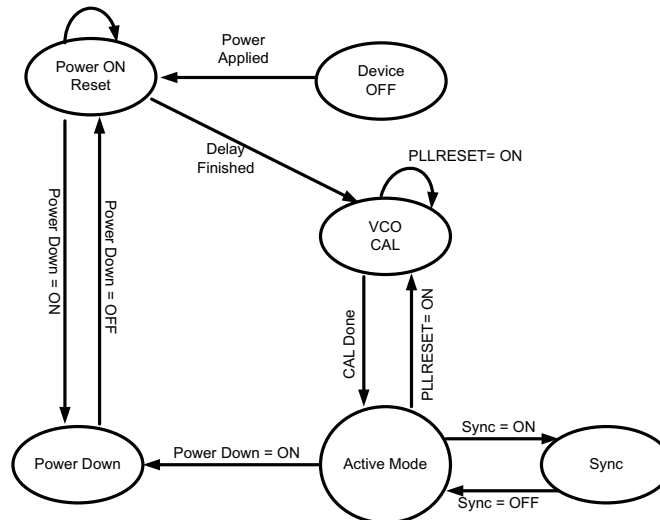 Power ON
Reset
Power
Applied
Device
OFF
Delay
Finished
PLLRESET= ON
VCO
CAL
Power Down = ON
Power Down = OFF
CAL Done
PLLRESET= ON
Power Down
Power Down = ON
Active Mode
Sync = ON
Sync = OFF
Sync